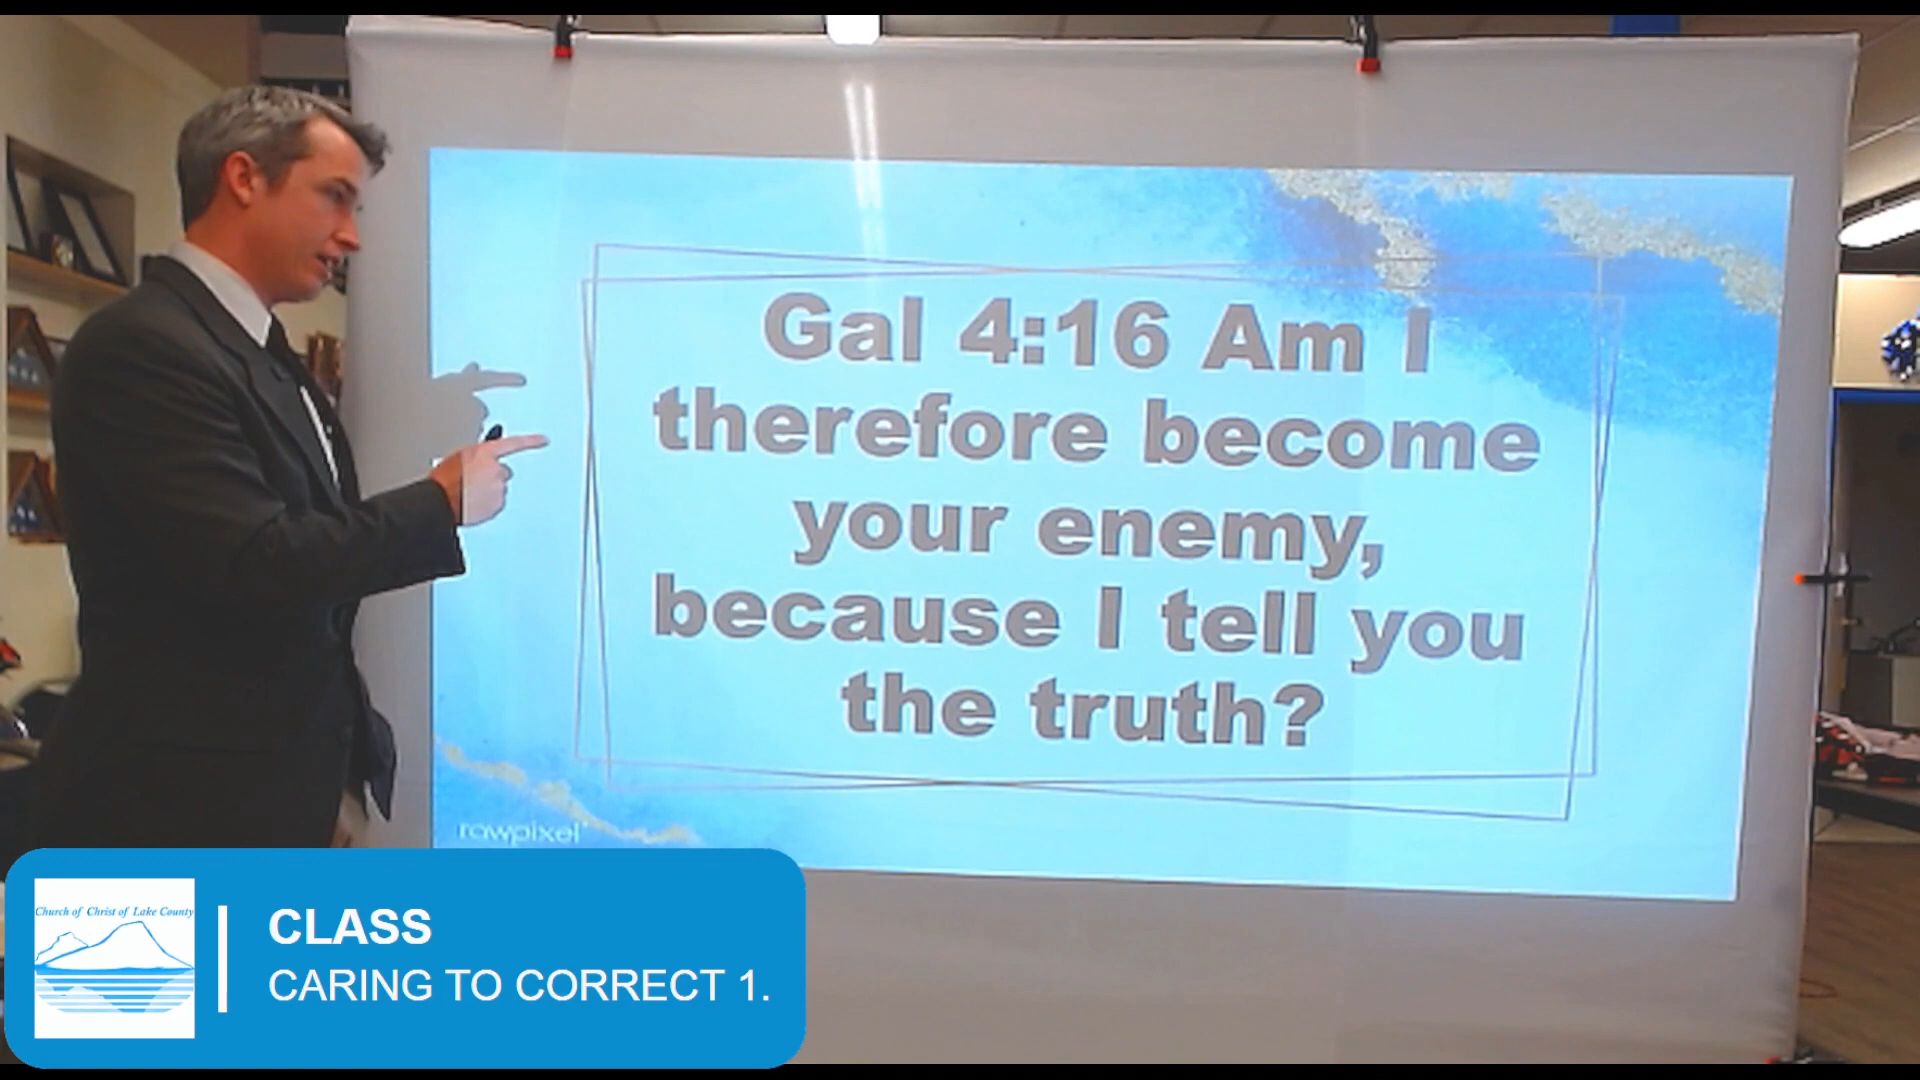 Gal 4:16 Am I
therefore become
your enemy,
because I tell you
the truth?
rawpixel
Church of Christ of Lake County
CLASS
CARING TO CORRECT 1.